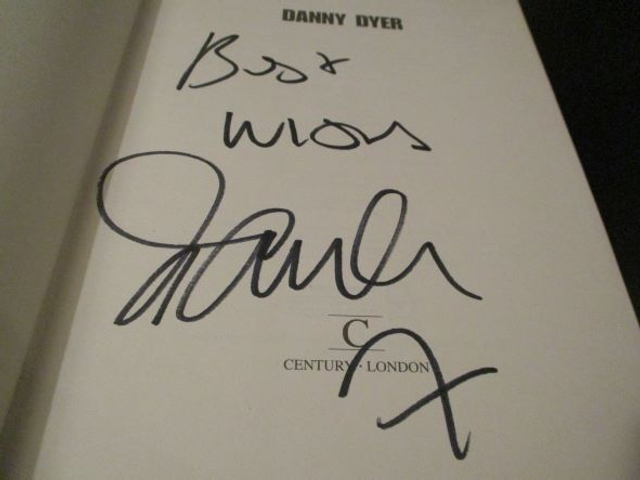 DANNY DYER
Best
wishes
C
CENTURY · LONDON
X